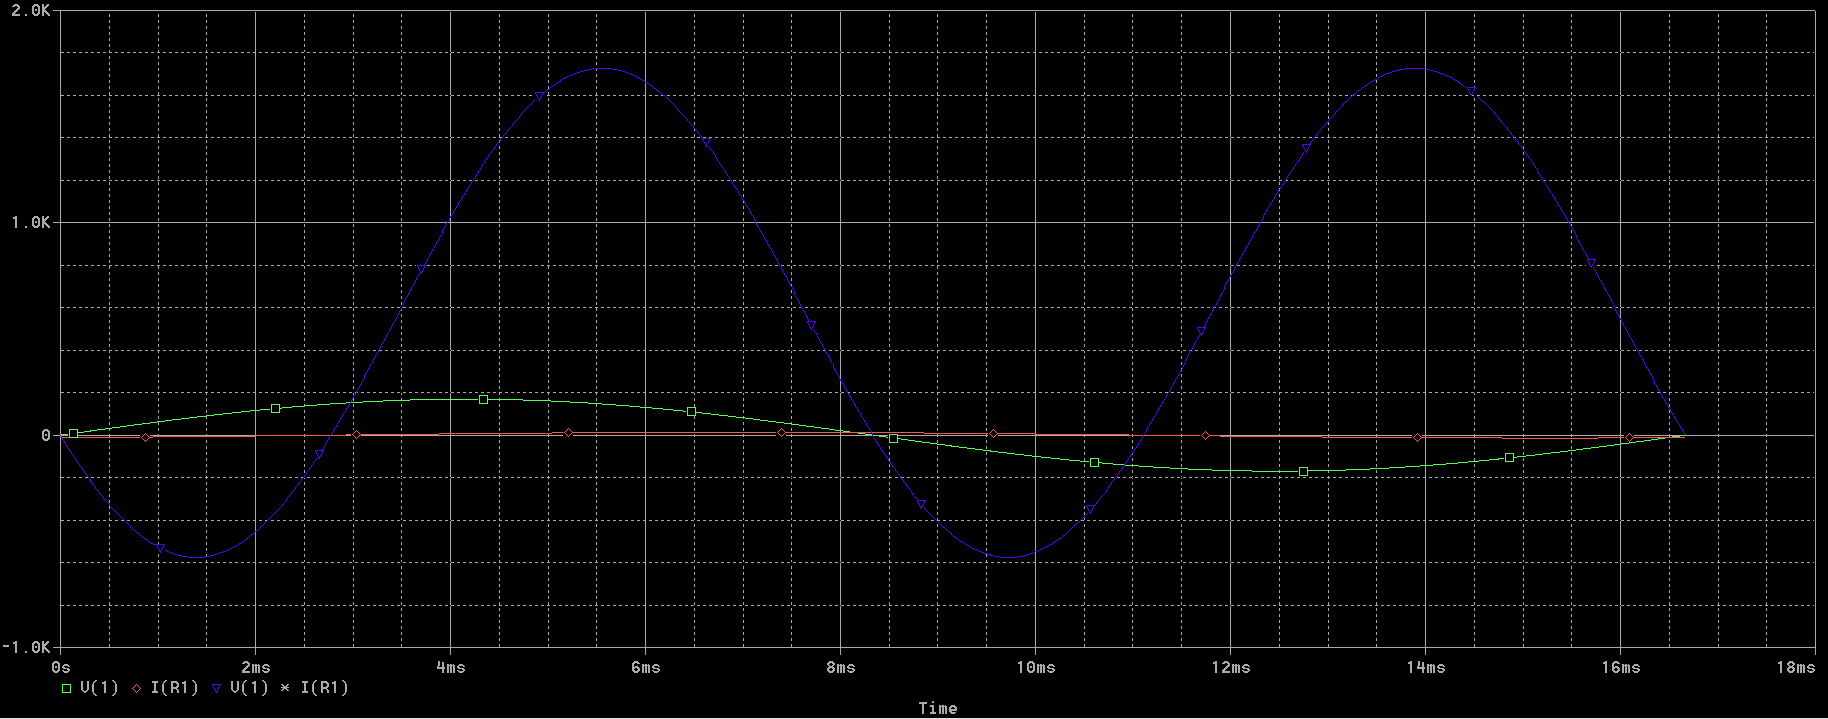 2.0K
1.0K
0
-1.0K
0s 2ms 4ms 6ms 8ms 10ms 12ms 14ms 16ms 18ms
V(1) I(R1) V(1) * I(R1)
Time